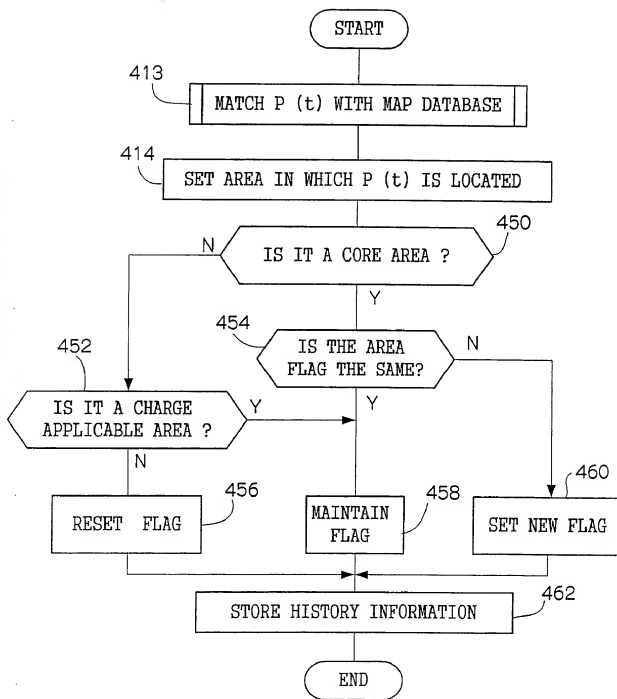 START
413
MATCH P (t) WITH MAP DATABASE
414
SET AREA IN WHICH P (t) IS LOCATED
450
N
IS IT A CORE AREA ?
Y
454
IS THE AREA
FLAG THE SAME?
N
452
IS IT A CHARGE
APPLICABLE AREA ?
Y
Y
N
456
RESET FLAG
458
MAINTAIN
FLAG
460
SET NEW FLAG
STORE HISTORY INFORMATION
462
END